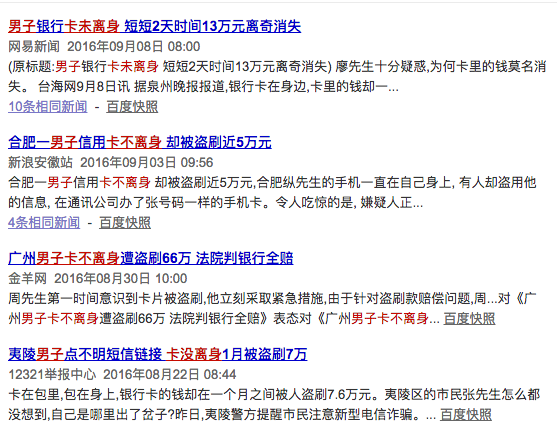 男子银行卡未离身 短短2天时间13万元离奇消失
网易新闻 2016年09月08日 08:00
(原标题:男子银行卡未离身 短短2天时间13万元离奇消失) 廖先生十分疑惑,为何卡里的钱莫名消
失。 台海网9月8日讯 据泉州晚报报道,银行卡在身边,卡里的钱却一...
10条相同新闻 - 百度快照
合肥一男子信用卡不离身 却被盗刷近5万元
新浪安徽站 2016年09月03日 09:56
合肥一男子信用卡不离身 却被盗刷近5万元,合肥纵先生的手机一直在自己身上, 有人却盗用他
的信息, 在通讯公司办了张号码一样的手机卡。令人吃惊的是, 嫌疑人正...
4条相同新闻 - 百度快照
广州男子卡不离身遭盗刷66万 法院判银行全赔
金羊网 2016年08月30日 10:00
周先生第一时间意识到卡片被盗刷,他立刻采取紧急措施,由于针对盗刷款赔偿问题,周...对《广
州男子卡不离身遭盗刷66万 法院判银行全赔》表态对《广州男子卡不离身... 百度快照
夷陵男子点不明短信链接 卡没离身1月被盗刷7万
12321举报中心 2016年08月22日 08:44
卡在包里,包在身上,银行卡的钱却在一个月之间被人盗刷7.6万元。夷陵区的市民张先生怎么都
没想到,自己是哪里出了岔子?昨日,夷陵警方提醒市民注意新型电信诈骗。... 百度快照